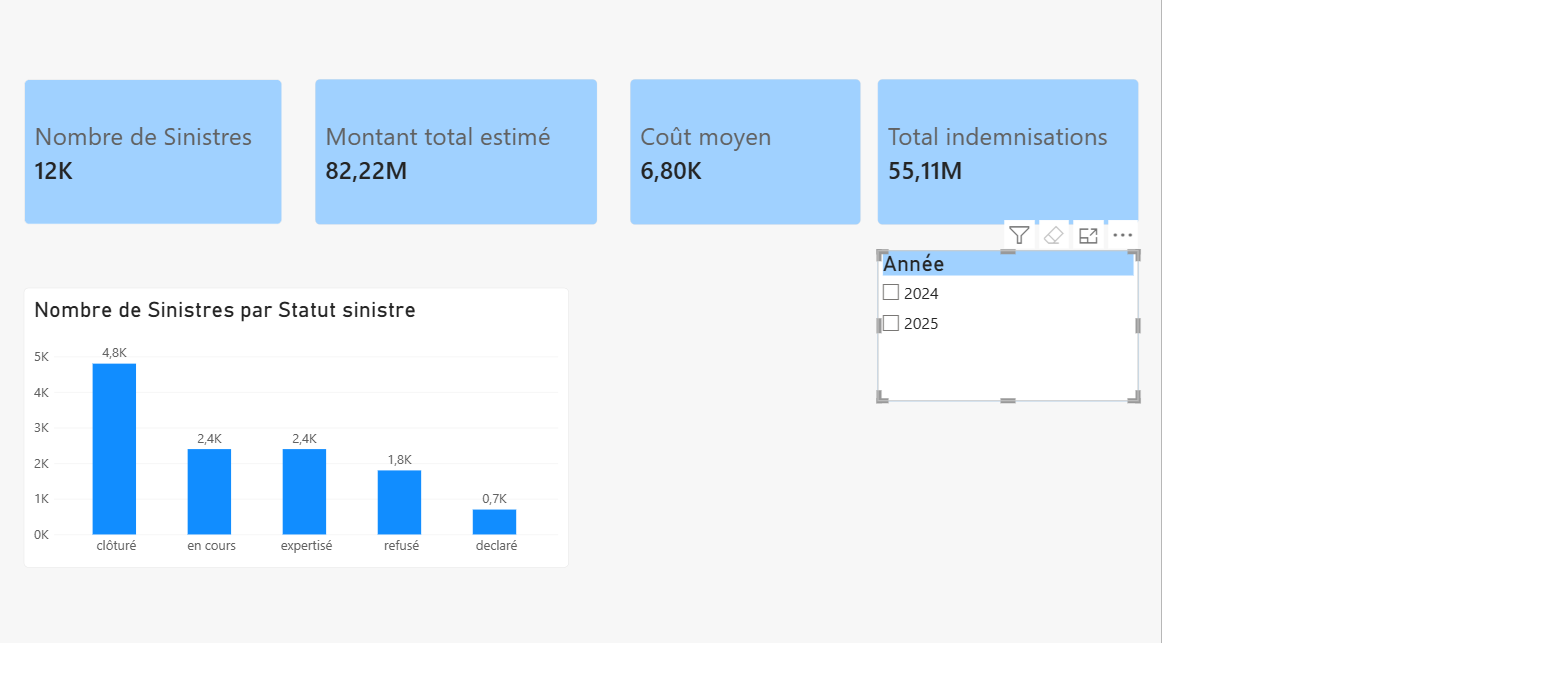 Nombre de Sinistres
12K
Montant total estimé
82,22M
Coût moyen
6,80K
Total indemnisations
55,11M
Année
2024
2025
Nombre de Sinistres par Statut sinistre
5K
4K
3K
2K
1K
0K
4,8K
2,4K
2,4K
1,8K
0,7K
clôturé
en cours
expertisé
refusé
declaré